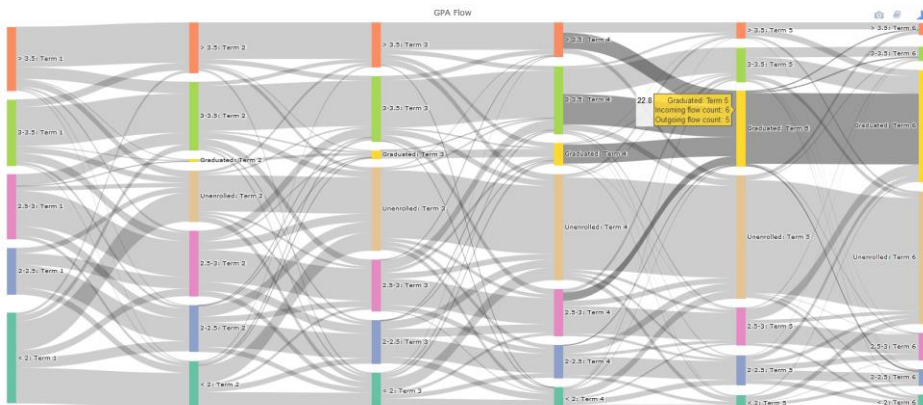 GPA Flow
> 3.5: Term 1
3-3.5: Term 1
2.5-3: Term 1
2-2.5: Term 1
< 2: Term 1
> 3.5: Term 2
3-3.5: Term 2
Graduated: Term 2
Unenrolled: Term 2
2.5-3: Term 2
2-2.5: Term 2
< 2: Term 2
> 3.5: Term 3
3-3.5: Term 3
Graduated: Term 3
Unenrolled: Term 3
2.5-3: Term 3
2-2.5: Term 3
< 2: Term 3
> 3.5: Term 4
3-3.5: Term 4
Graduated: Term 4
Unenrolled: Term 4
2.5-3: Term 4
2-2.5: Term 4
< 2: Term 4
22.8
Graduated: Term 5
Incoming flow count: 6
Outgoing flow count: 5
> 3.5: Term 5
3-3.5: Term 5
Graduated: Term 5
Unenrolled: Term 5
2.5-3: Term 5
2-2.5: Term 5
< 2: Term 5
> 3.5: Term 6
3-3.5: Term 6
Graduated: Term 6
Unenrolled: Term 6
2.5-3: Term 6
2-2.5: Term 6
< 2: Term 6